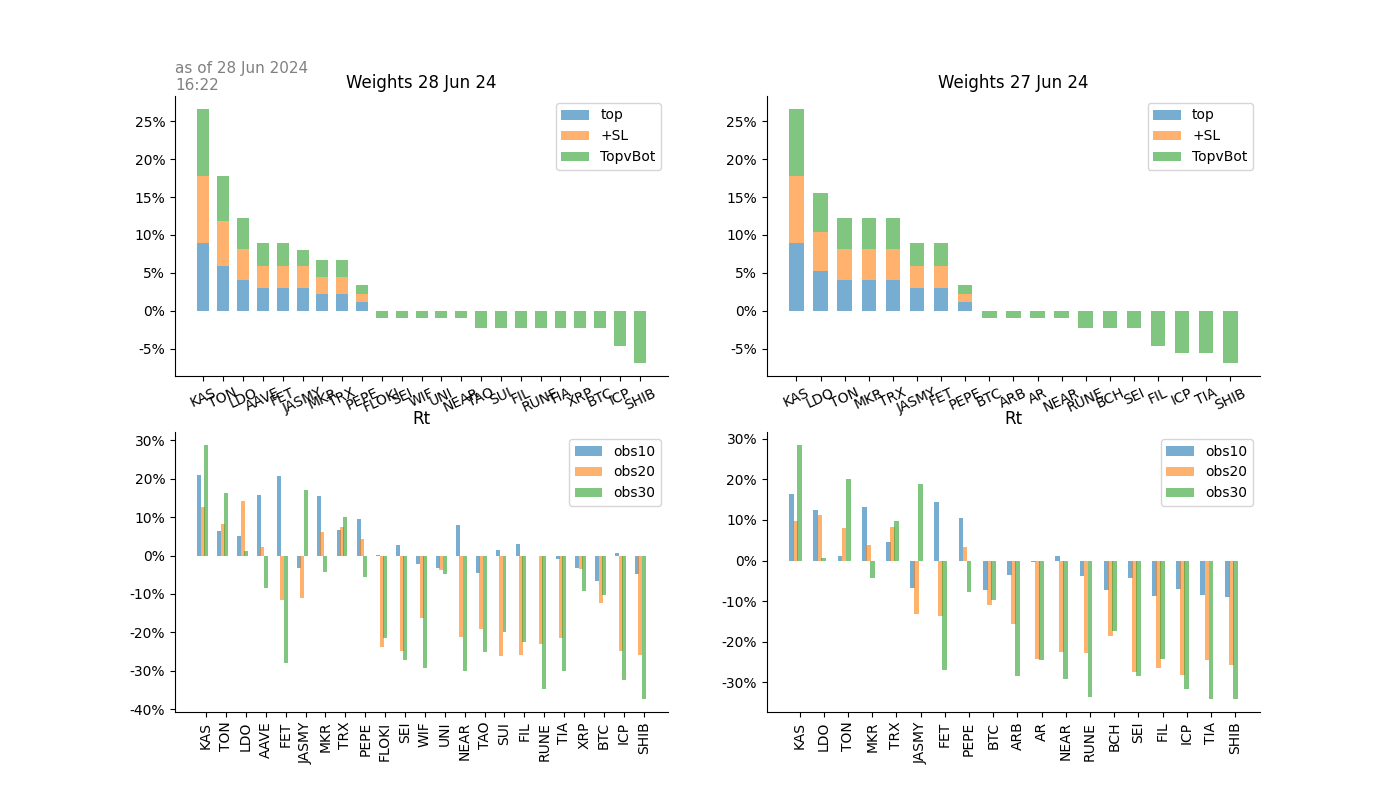 as of 28 Jun 2024
16:22
Weights 28 Jun 24
25%
20%
15%
10%
5%
0%
-5%
top
+SL
TopvBot
KAS TON LDO AAVE FET JASMY MKR TRX PEPE FLOKI SEI WIF UNI NEAR TAO SUI FIL RUNE TIA XRP BTC ICP SHIB
Weights 27 Jun 24
25%
20%
15%
10%
5%
0%
-5%
top
+SL
TopvBot
KAS LDO TON MKR TRX JASMY FET PEPE BTC ARB AR NEAR RUNE BCH SEI FIL ICP TIA SHIB
Rt
30%
20%
10%
0%
-10%
-20%
-30%
-40%
obs10
obs20
obs30
KAS TON LDO AAVE FET JASMY MKR TRX PEPE FLOKI SEI WIF UNI NEAR TAO SUI FIL RUNE TIA XRP BTC ICP SHIB
Rt
30%
20%
10%
0%
-10%
-20%
-30%
obs10
obs20
obs30
KAS LDO TON MKR TRX JASMY FET PEPE BTC ARB AR NEAR RUNE BCH SEI FIL ICP TIA SHIB